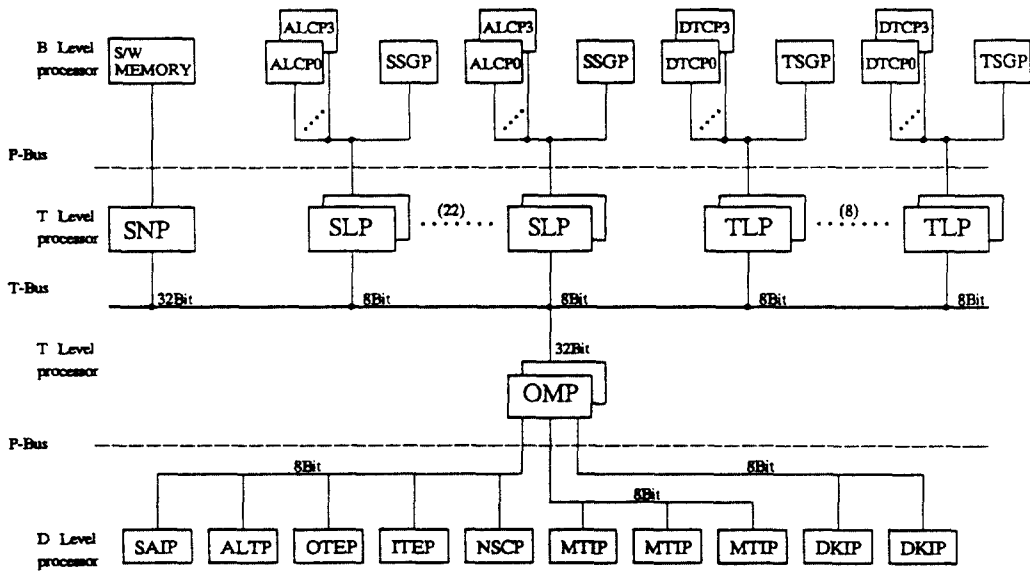 B Level
processor
S/W
MEMORY
ALCP3
ALCP0
SSGP
ALCP3
ALCP0
SSGP
DTCP3
DTCP0
TSGP
DTCP3
DTCP0
TSGP
P-Bus
T Level
processor
SNP
SLP
(22)
SLP
TLP
(8)
TLP
T-Bus
32Bit
8Bit
8Bit
8Bit
8Bit
T Level
processor
32Bit
OMP
P-Bus
8Bit
8Bit
8Bit
D Level
processor
SAIP
ALTP
OTEP
ITEP
NSCP
MTIP
MTIP
MTIP
DKIP
DKIP